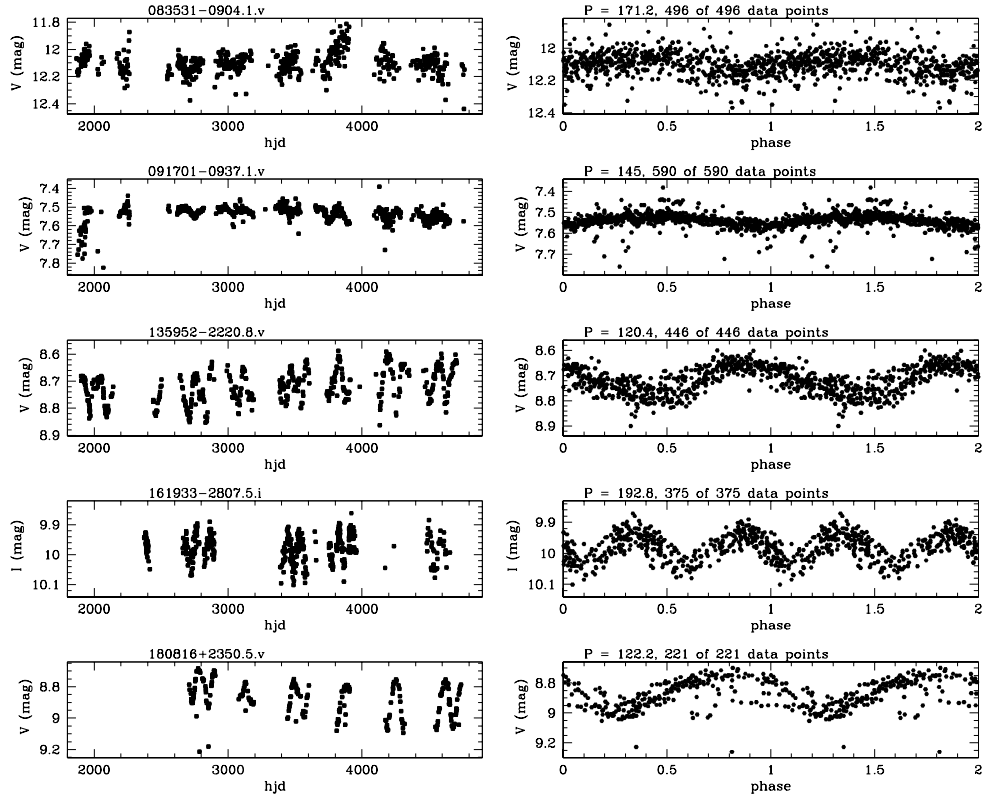 083531-0904.1.v
P = 171.2, 496 of 496 data points
11.8
12
12.2
12.4
V (mag)
2000 3000 4000
hjd
12
12.2
12.4
V (mag)
0 0.5 1 1.5 2
phase
091701-0937.1.v
P = 145, 590 of 590 data points
7.4
7.5
7.6
7.7
7.8
V (mag)
2000 3000 4000
hjd
7.4
7.5
7.6
7.7
V (mag)
0 0.5 1 1.5 2
phase
135952-2220.8.v
P = 120.4, 446 of 446 data points
8.6
8.7
8.8
8.9
V (mag)
2000 3000 4000
hjd
8.6
8.7
8.8
8.9
V (mag)
0 0.5 1 1.5 2
phase
161933-2807.5.i
P = 192.8, 375 of 375 data points
9.9
10
10.1
I (mag)
2000 3000 4000
hjd
9.9
10
10.1
I (mag)
0 0.5 1 1.5 2
phase
180816+2350.5.v
P = 122.2, 221 of 221 data points
8.8
9
9.2
V (mag)
2000 3000 4000
hjd
8.8
9
9.2
V (mag)
0 0.5 1 1.5 2
phase